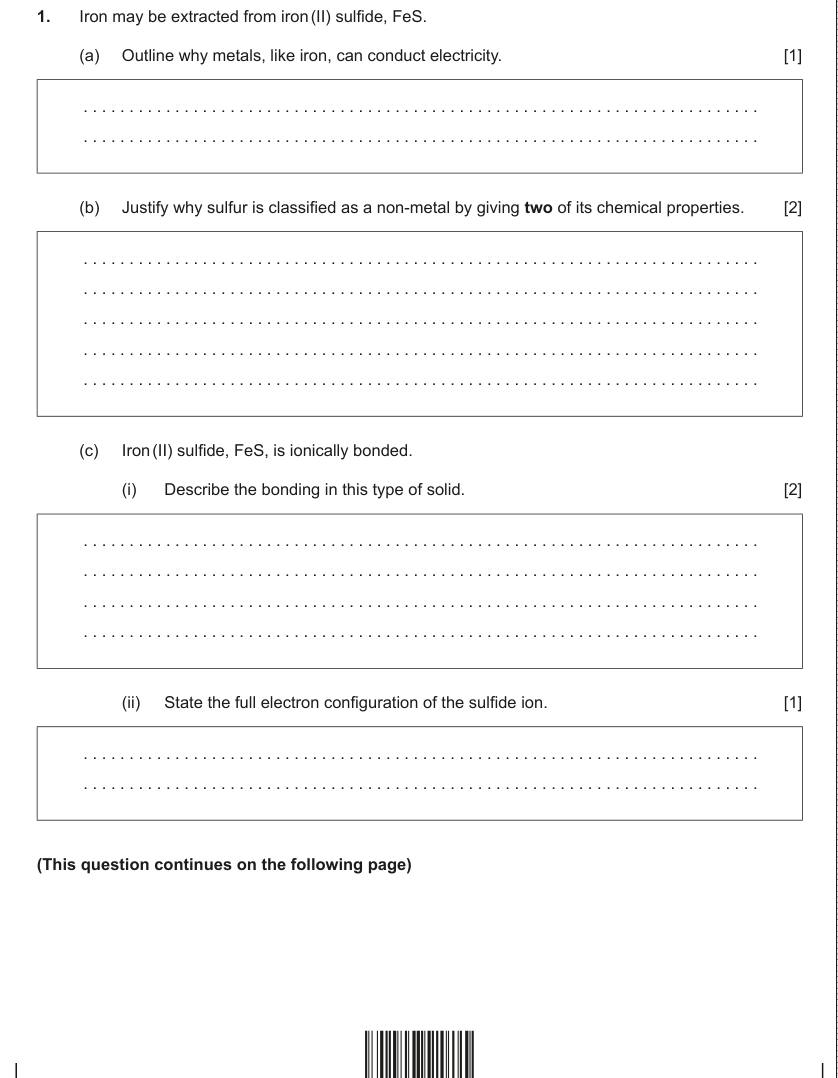 1. Iron may be extracted from iron (II) sulfide, FeS.
(a) Outline why metals, like iron, can conduct electricity. [1]
(b) Justify why sulfur is classified as a non-metal by giving two of its chemical properties. [2]
(c) Iron (II) sulfide, FeS, is ionically bonded.
(i) Describe the bonding in this type of solid. [2]
(ii) State the full electron configuration of the sulfide ion. [1]
(This question continues on the following page)